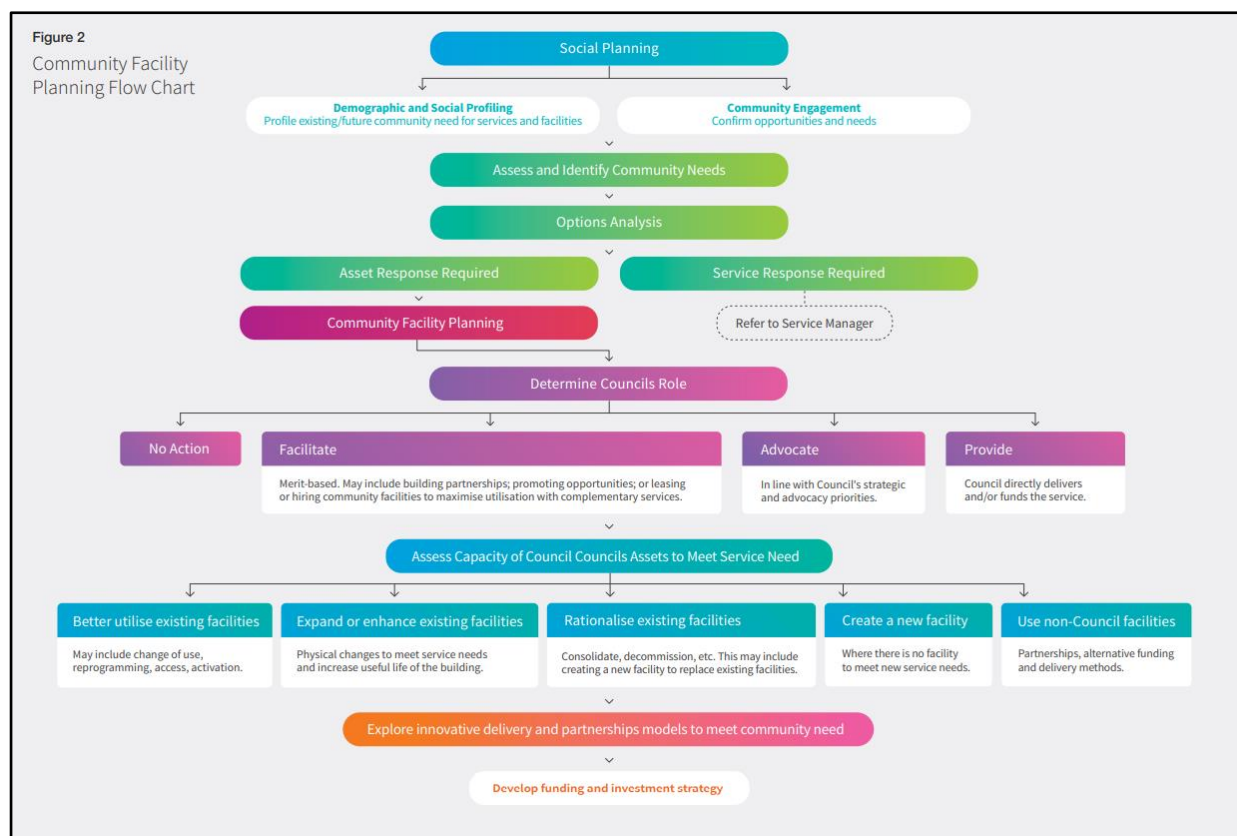 Figure 2
Community Facility
Planning Flow Chart
Social Planning
Demographic and Social Profiling
Profile existing/future community need for services and facilities
Community Engagement
Confirm opportunities and needs
Assess and Identify Community Needs
Options Analysis
Asset Response Required
Service Response Required
Community Facility Planning
Refer to Service Manager
Determine Councils Role
No Action
Facilitate
Merit-based. May include building partnerships; promoting opportunities; or leasing
or hiring community facilities to maximise utilisation with complementary services.
Advocate
In line with Council's strategic
and advocacy priorities.
Provide
Council directly delivers
and/or funds the service.
Assess Capacity of Council Councils Assets to Meet Service Need
Better utilise existing facilities
May include change of use,
reprogramming, access, activation.
Expand or enhance existing facilities
Physical changes to meet service needs
and increase useful life of the building.
Rationalise existing facilities
Consolidate, decommission, etc. This may include
creating a new facility to replace existing facilities.
Create a new facility
Where there is no facility
to meet new service needs.
Use non-Council facilities
Partnerships, alternative funding
and delivery methods.
Explore innovative delivery and partnerships models to meet community need
Develop funding and investment strategy